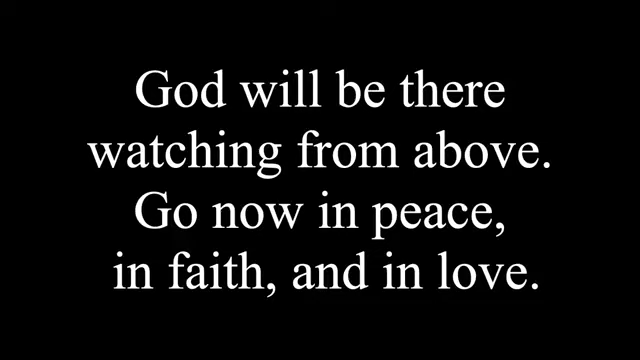 God will be there
watching from above.
Go now in peace,
in faith, and in love.